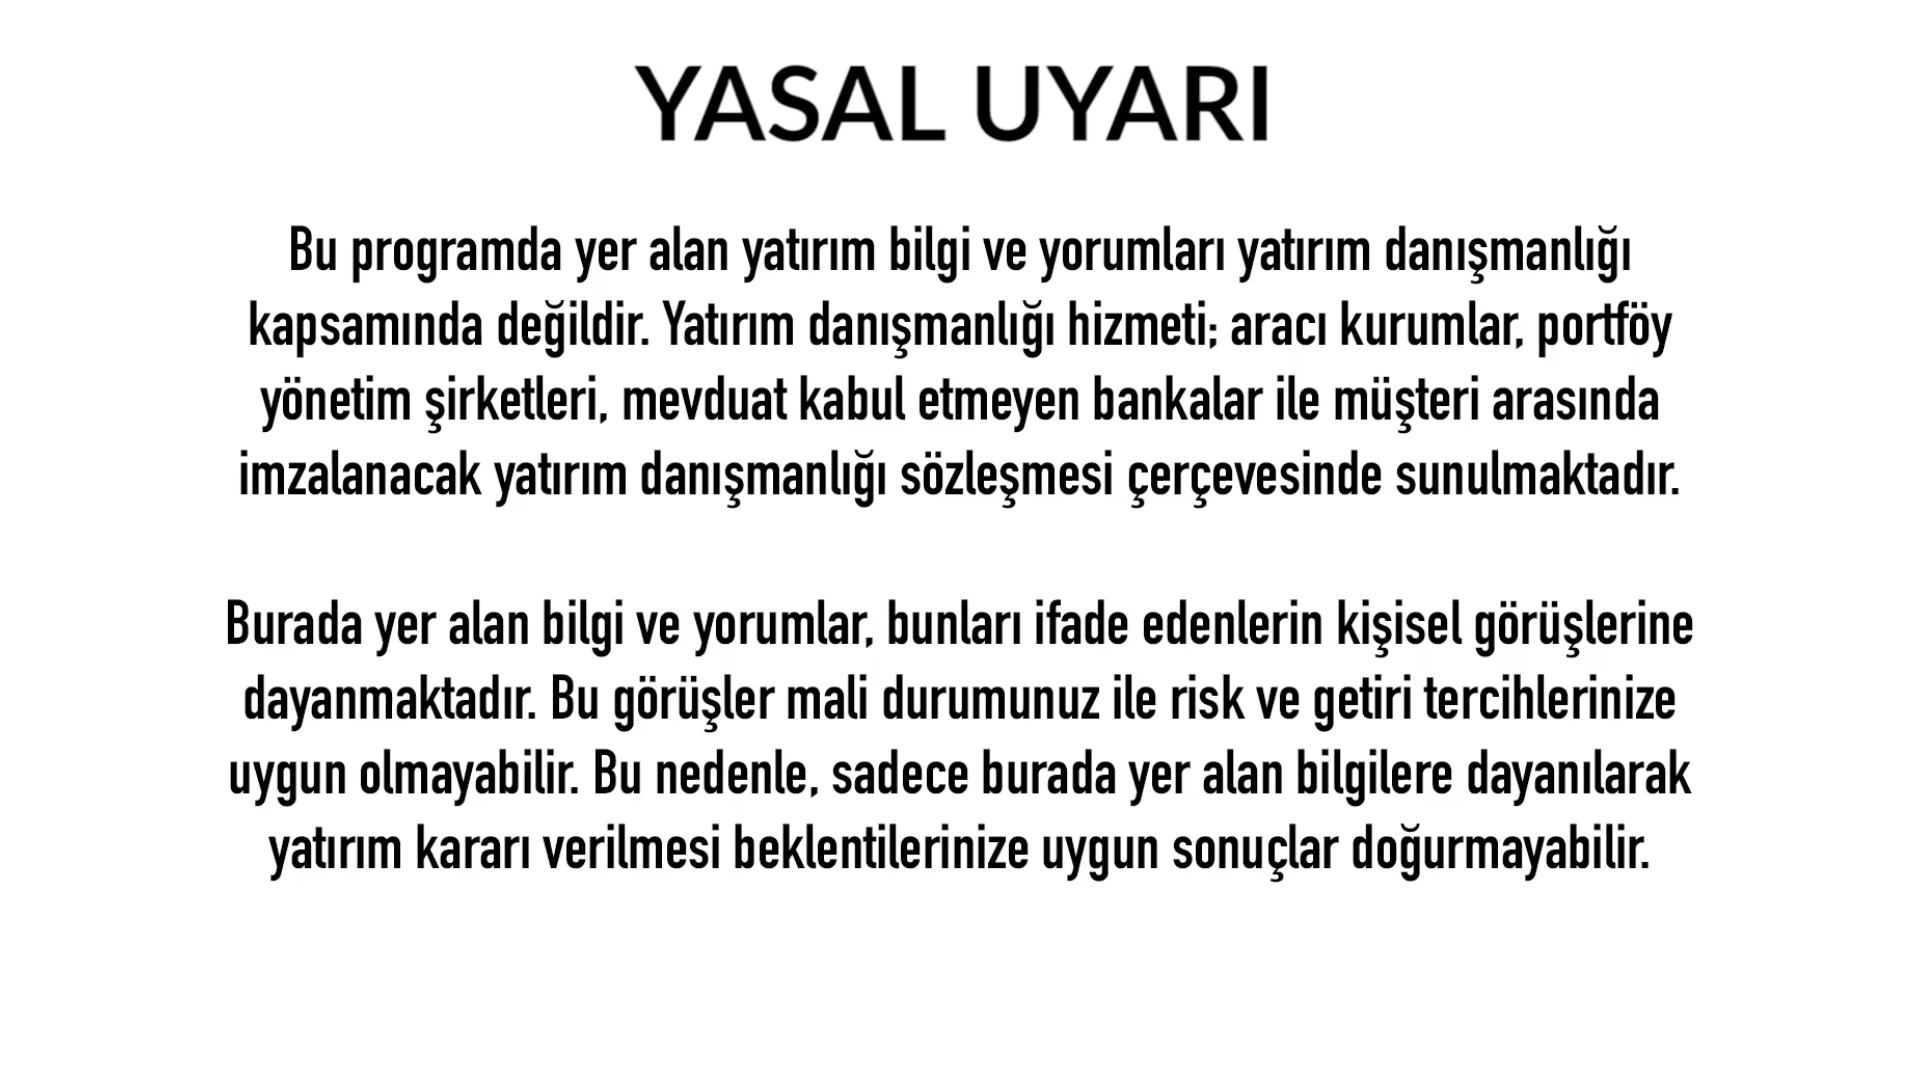 YASAL UYARI
Bu programda yer alan yatırım bilgi ve yorumları yatırım danışmanlığı
kapsamında değildir. Yatırım danışmanlığı hizmeti; aracı kurumlar, portföy
yönetim şirketleri, mevduat kabul etmeyen bankalar ile müşteri arasında
imzalanacak yatırım danışmanlığı sözleşmesi çerçevesinde sunulmaktadır.
Burada yer alan bilgi ve yorumlar, bunları ifade edenlerin kişisel görüşlerine
dayanmaktadır. Bu görüşler mali durumunuz ile risk ve getiri tercihlerinize
uygun olmayabilir. Bu nedenle, sadece burada yer alan bilgilere dayanılarak
yatırım kararı verilmesi beklentilerinize uygun sonuçlar doğurmayabilir.